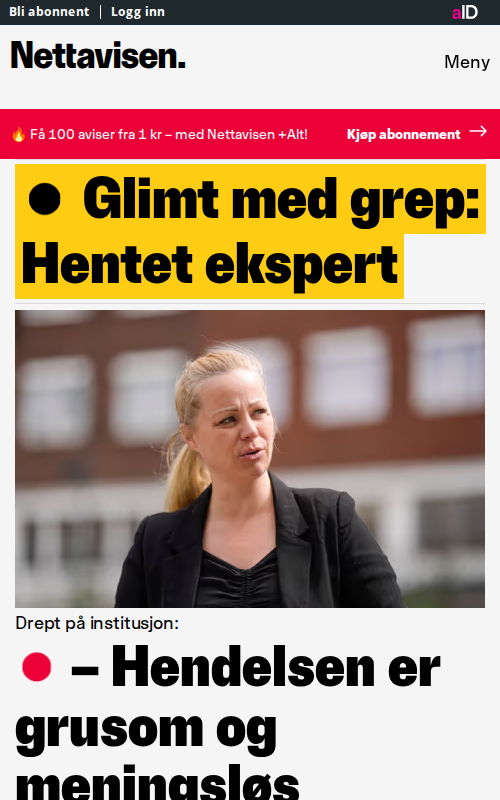 Bli abonnent | Logg inn
aID
Nettavisen.
Meny
🔥 Få 100 aviser fra 1 kr – med Nettavisen +Alt!
Kjøp abonnement →
Glimt med grep:
Hentet ekspert
Drept på institusjon:
– Hendelsen er
grusom og
meningsløs